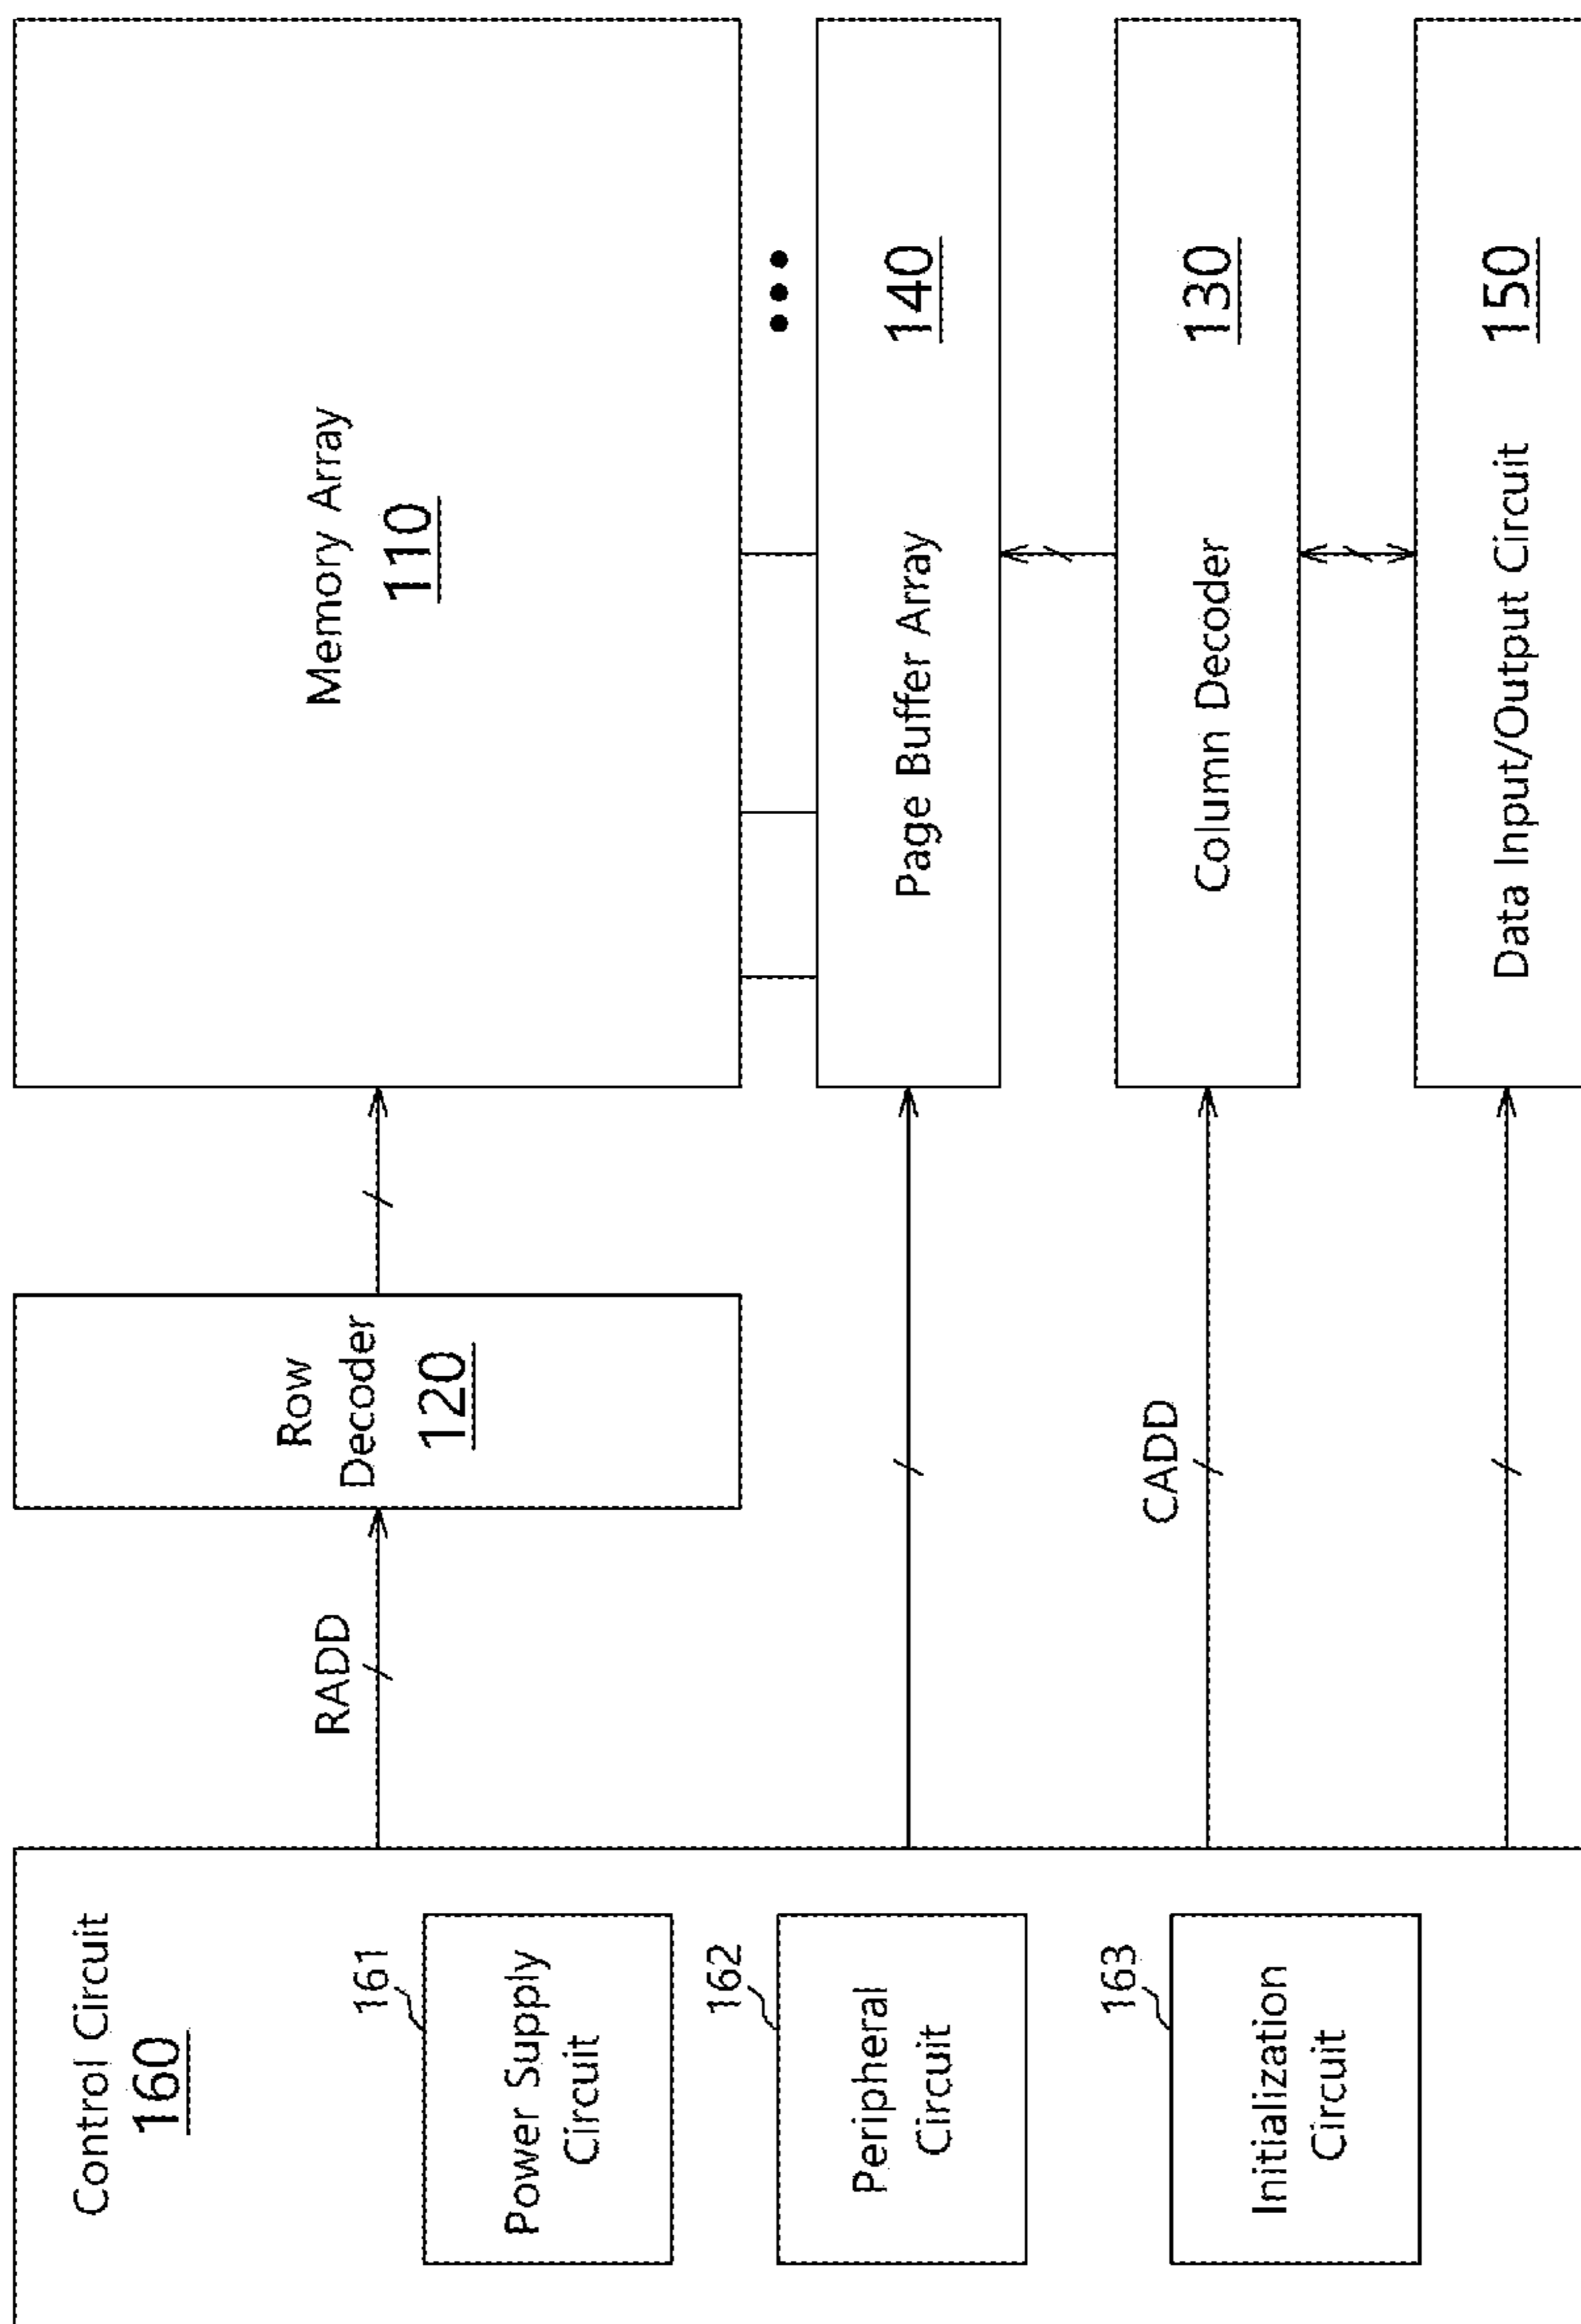 Control Circuit
160
161
Power Supply
Circuit
162
Peripheral
Circuit
163
Initialization
Circuit
RADD
Row
Decoder
120
CADD
Memory Array
110
Page Buffer Array 140
Column Decoder 130
Data Input/Output Circuit 150